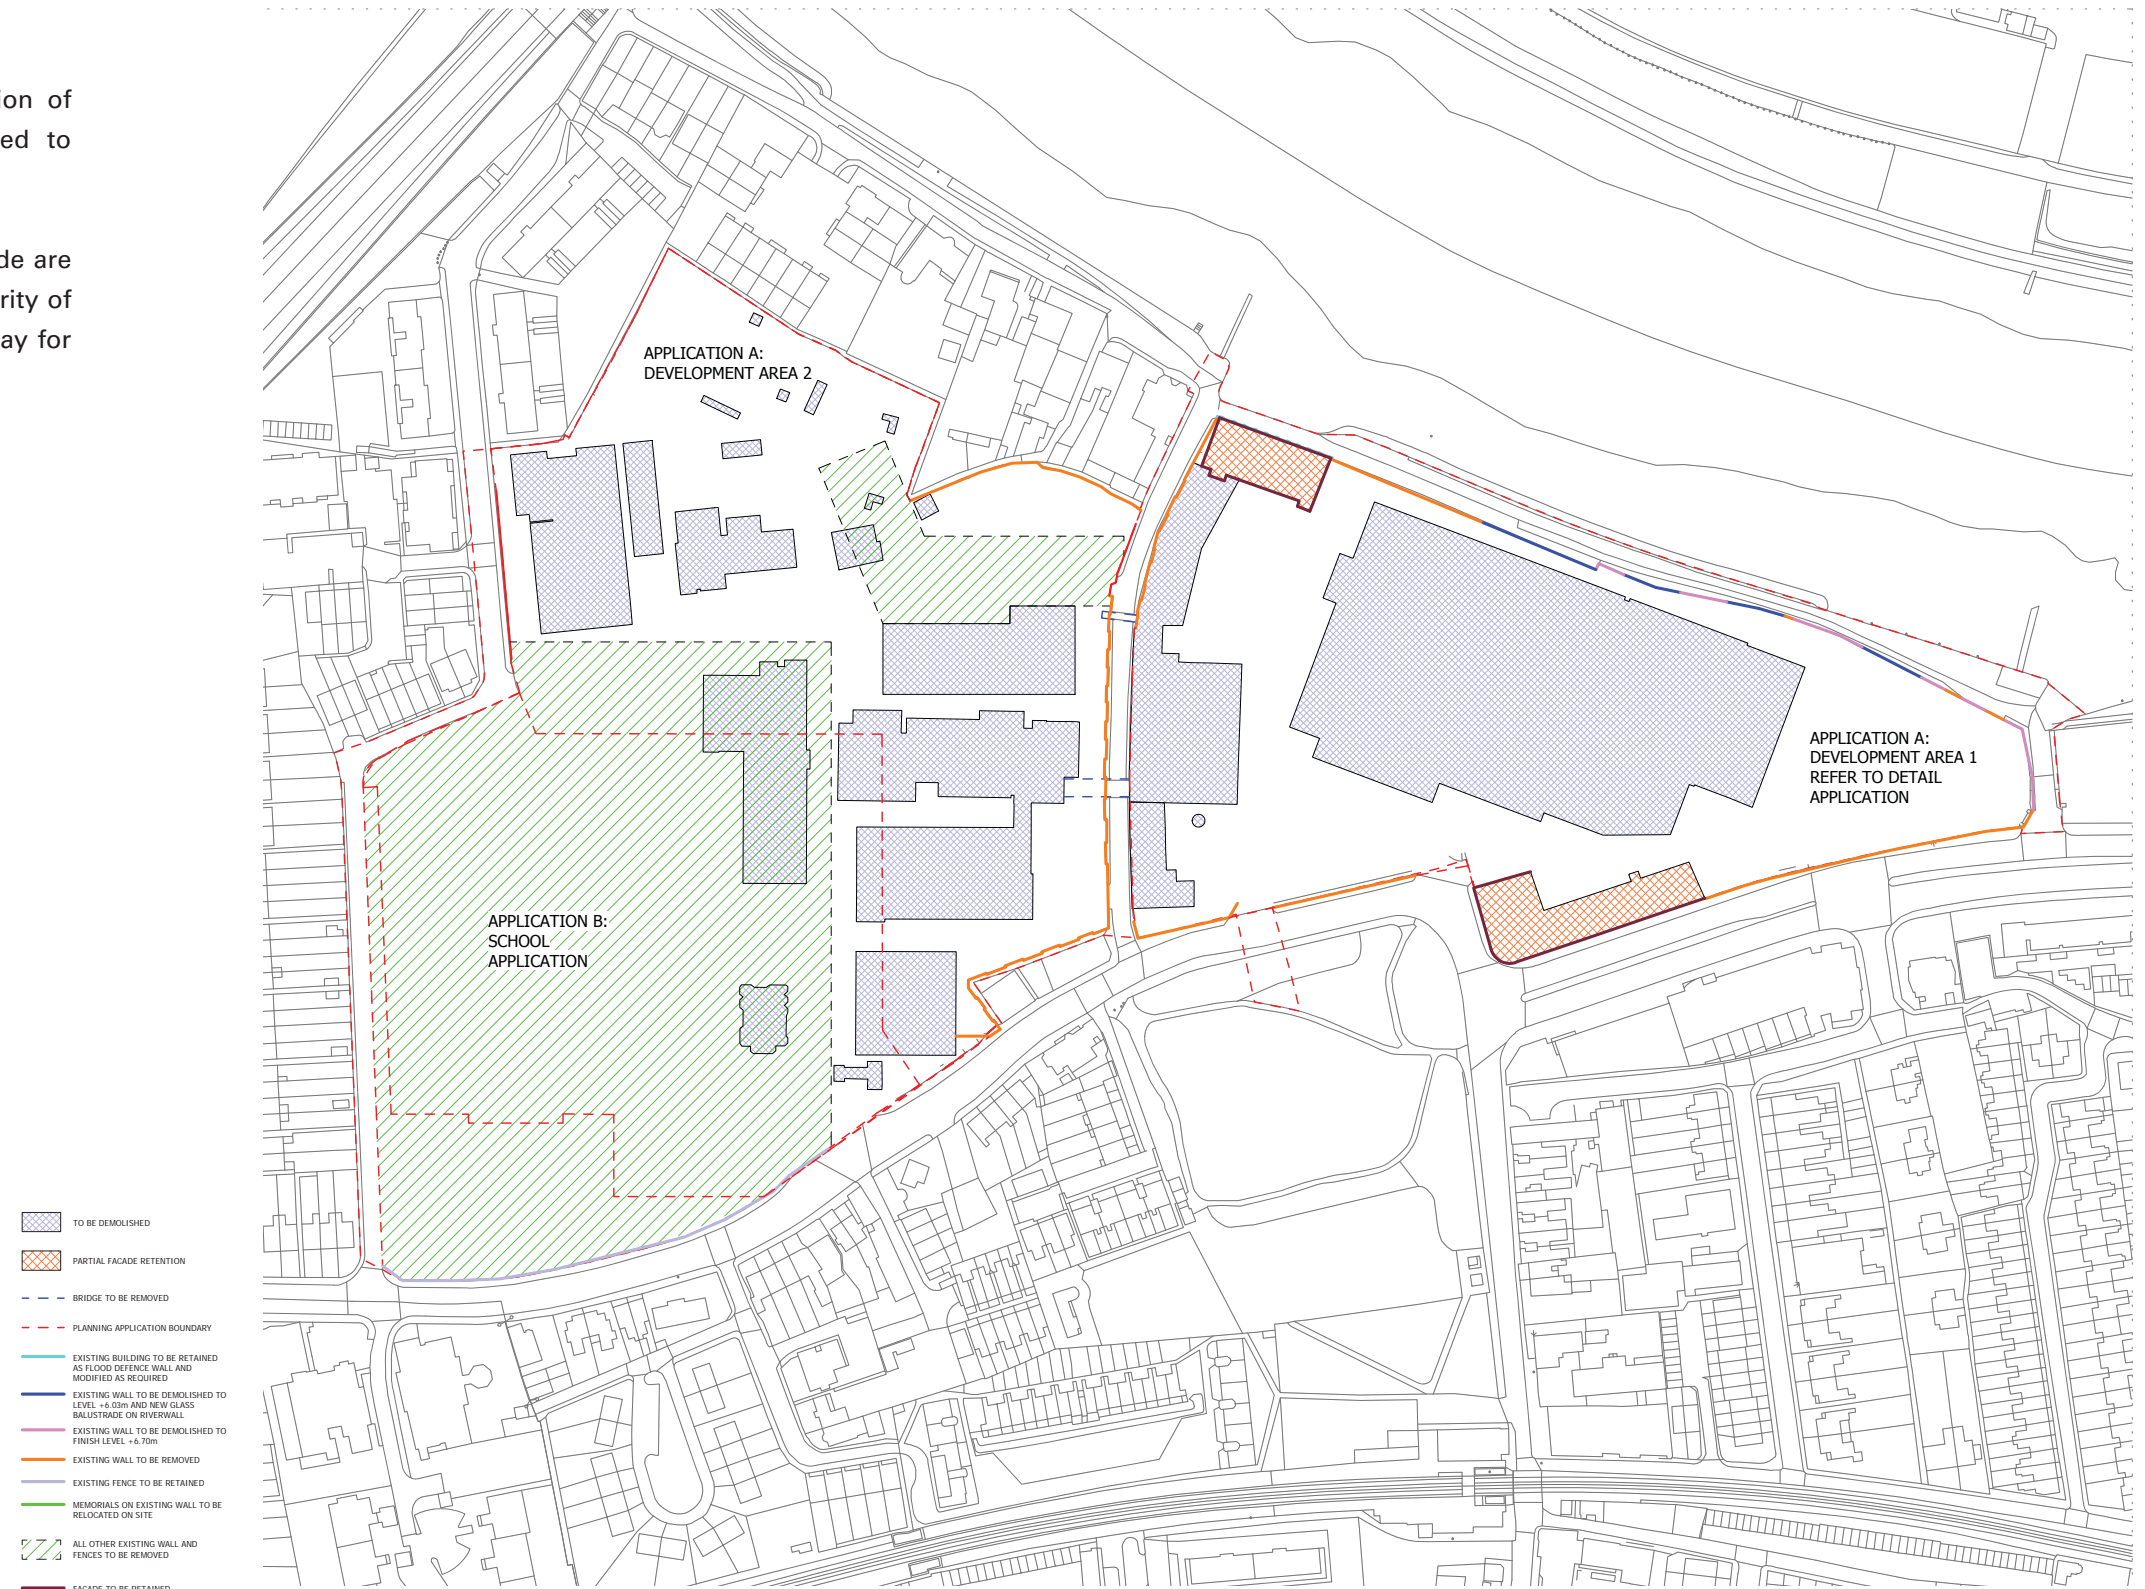 ion of
ed to
de are
rity of
ay for
APPLICATION A:
DEVELOPMENT AREA 2
APPLICATION A:
DEVELOPMENT AREA 1
REFER TO DETAIL
APPLICATION
APPLICATION B:
SCHOOL
APPLICATION
TO BE DEMOLISHED
PARTIAL FACADE RETENTION
BRIDGE TO BE REMOVED
PLANNING APPLICATION BOUNDARY
EXISTING BUILDING TO BE RETAINED
AS FLOOD DEFENCE WALL AND
MODIFIED AS REQUIRED
EXISTING WALL TO BE DEMOLISHED TO
LEVEL +6.03m AND NEW GLASS
BALUSTRADE ON RIVERWALL
EXISTING WALL TO BE DEMOLISHED TO
FINISH LEVEL +6.70m
EXISTING WALL TO BE REMOVED
EXISTING FENCE TO BE RETAINED
MEMORIALS ON EXISTING WALL TO BE
RELOCATED ON SITE
ALL OTHER EXISTING WALL AND
FENCES TO BE REMOVED
FACADE TO BE RETAINED